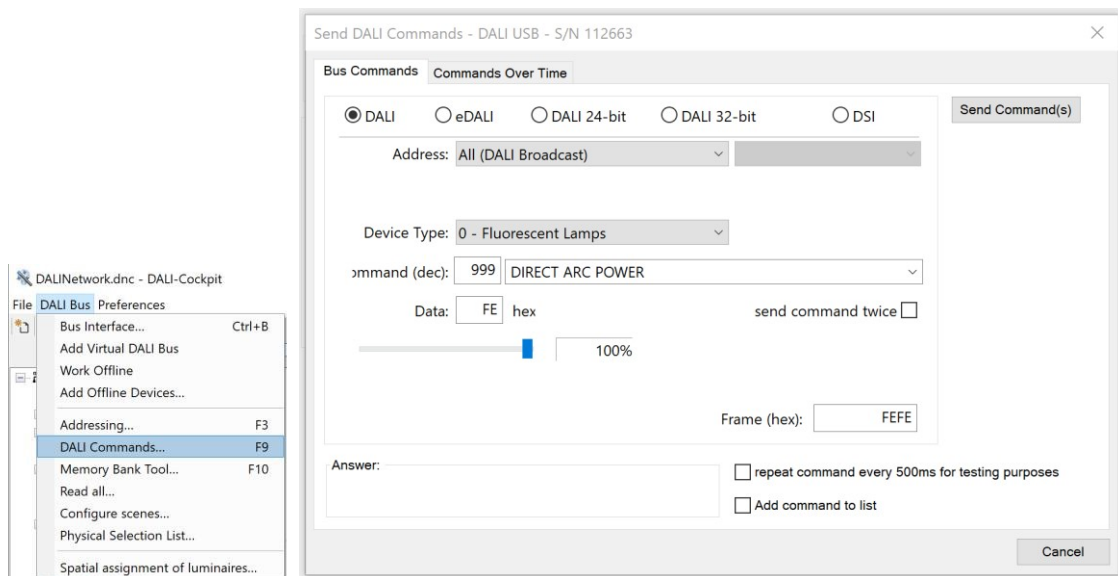 DALINetwork.dnc - DALI-Cockpit
File DALI Bus Preferences
Bus Interface... Ctrl+B
Add Virtual DALI Bus
Work Offline
Add Offline Devices...
Addressing... F3
DALI Commands... F9
Memory Bank Tool... F10
Read all...
Configure scenes...
Physical Selection List...
Spatial assignment of luminaires...
Send DALI Commands - DALI USB - S/N 112663
Bus Commands Commands Over Time
DALI eDALI DALI 24-bit DALI 32-bit DSI
Send Command(s)
Address: All (DALI Broadcast)
Device Type: 0 - Fluorescent Lamps
ommand (dec): 999 DIRECT ARC POWER
Data: FE hex send command twice
100%
Frame (hex): FEFE
Answer:
repeat command every 500ms for testing purposes
Add command to list
Cancel